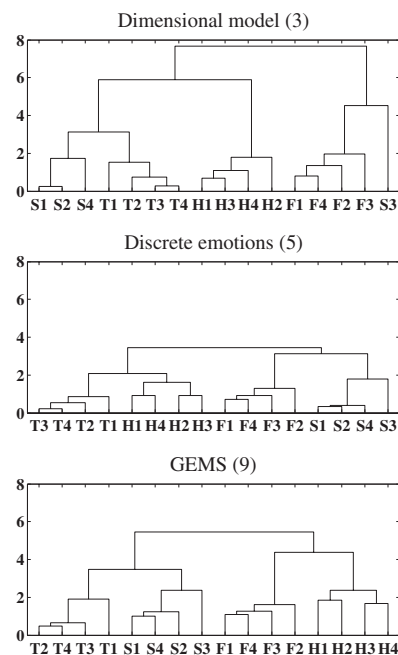 Dimensional model (3)
8
6
4
2
0
S1 S2 S4 T1 T2 T3 T4 H1 H3 H4 H2 F1 F4 F2 F3 S3
Discrete emotions (5)
8
6
4
2
0
T3 T4 T2 T1 H1 H4 H2 H3 F1 F4 F3 F2 S1 S2 S4 S3
GEMS (9)
8
6
4
2
0
T2 T4 T3 T1 S1 S4 S2 S3 F1 F4 F3 F2 H1 H2 H3 H4